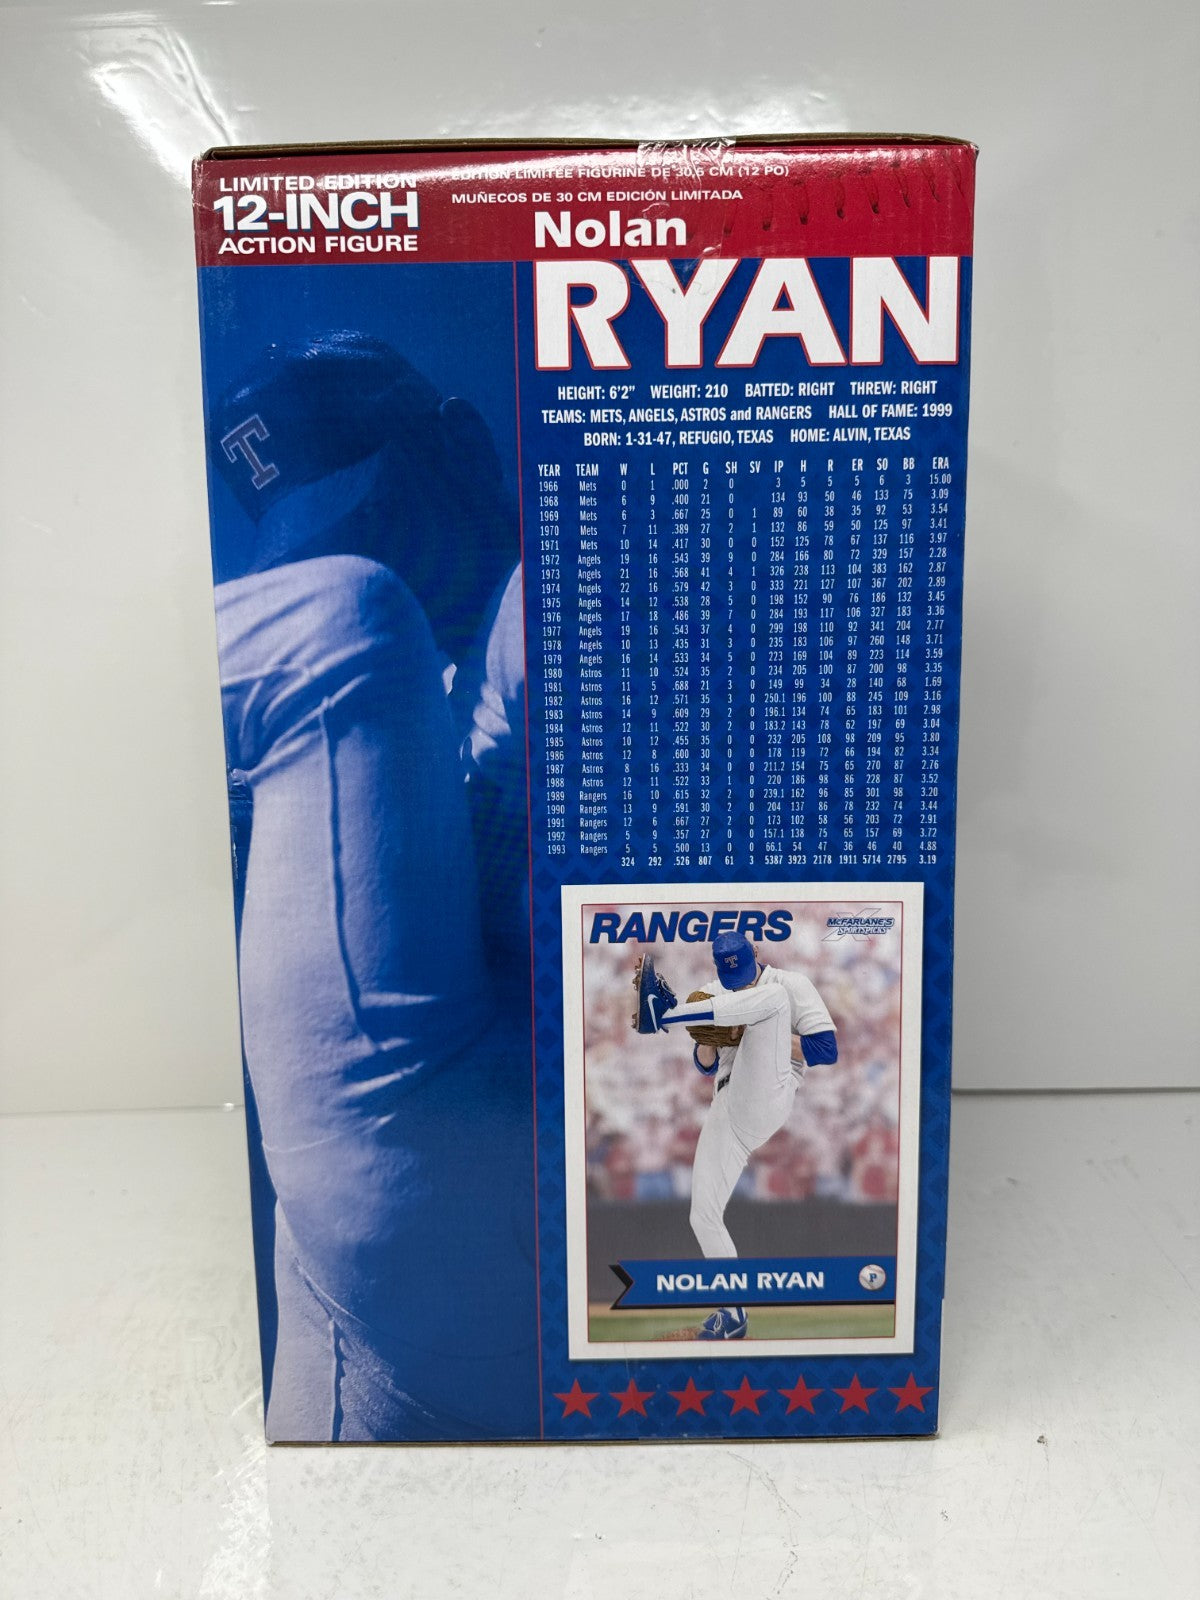 LIMITED EDITION
12-INCH
ACTION FIGURE
ÉDITION LIMITÉE FIGURINE DE 30,5 CM (12 PO)
MUÑECOS DE 30 CM EDICIÓN LIMITADA
Nolan
RYAN
HEIGHT: 6'2" WEIGHT: 210 BATTED: RIGHT THREW: RIGHT
TEAMS: METS, ANGELS, ASTROS and RANGERS HALL OF FAME: 1999
BORN: 1-31-47, REFUGIO, TEXAS HOME: ALVIN, TEXAS
YEAR TEAM W L PCT G SH SV IP H R ER SO BB ERA
1966 Mets 0 1 .000 2 0 3 5 5 5 6 3 15.00
1968 Mets 6 9 .400 21 0 134 93 50 46 133 75 3.09
1969 Mets 6 3 .667 25 0 1 89 60 38 35 92 53 3.54
1970 Mets 7 11 .389 27 2 1 132 86 59 50 125 97 3.41
1971 Mets 10 14 .417 30 0 0 152 125 78 67 137 116 3.97
1972 Angels 19 16 .543 39 9 0 284 166 80 72 329 157 2.28
1973 Angels 21 16 .568 41 4 1 326 238 113 104 383 162 2.87
1974 Angels 22 16 .579 42 3 0 333 221 127 107 367 202 2.89
1975 Angels 14 12 .538 28 5 0 198 152 90 76 186 132 3.45
1976 Angels 17 18 .486 39 7 0 284 193 117 106 327 183 3.36
1977 Angels 19 16 .543 37 4 0 299 198 110 92 341 204 2.77
1978 Angels 10 13 .435 31 3 0 235 183 106 97 260 148 3.71
1979 Angels 16 14 .533 34 5 0 223 169 104 89 223 114 3.59
1980 Astros 11 10 .524 35 2 0 234 205 100 87 200 98 3.35
1981 Astros 11 5 .688 21 3 0 149 99 34 28 140 68 1.69
1982 Astros 16 12 .571 35 3 0 250.1 196 100 88 245 109 3.16
1983 Astros 14 9 .609 29 2 0 196.1 134 74 65 183 101 2.98
1984 Astros 12 11 .522 30 2 0 183.2 143 78 62 197 69 3.04
1985 Astros 10 12 .455 35 0 0 232 205 108 98 209 95 3.80
1986 Astros 12 8 .600 30 0 0 178 119 72 66 194 82 3.34
1987 Astros 8 16 .333 34 0 0 211.2 154 75 65 270 87 2.76
1988 Astros 12 11 .522 33 1 0 220 186 98 86 228 87 3.52
1989 Rangers 16 10 .615 32 2 0 239.1 162 96 85 301 98 3.20
1990 Rangers 13 9 .591 30 2 0 204 137 86 78 232 74 3.44
1991 Rangers 12 6 .667 27 2 0 173 102 58 56 203 72 2.91
1992 Rangers 5 9 .357 27 0 0 157.1 138 75 65 157 69 3.72
1993 Rangers 5 5 .500 13 0 0 66.1 54 47 36 46 40 4.88
324 292 .526 807 61 3 5387 3923 2178 1911 5714 2795 3.19
T
RANGERS
McFARLANE'S
SPORTSPICKS
T
NOLAN RYAN
P